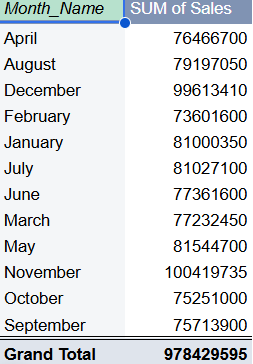 Month_Name SUM of Sales
April 76466700
August 79197050
December 99613410
February 73601600
January 81000350
July 81027100
June 77361600
March 77232450
May 81544700
November 100419735
October 75251000
September 75713900
Grand Total 978429595